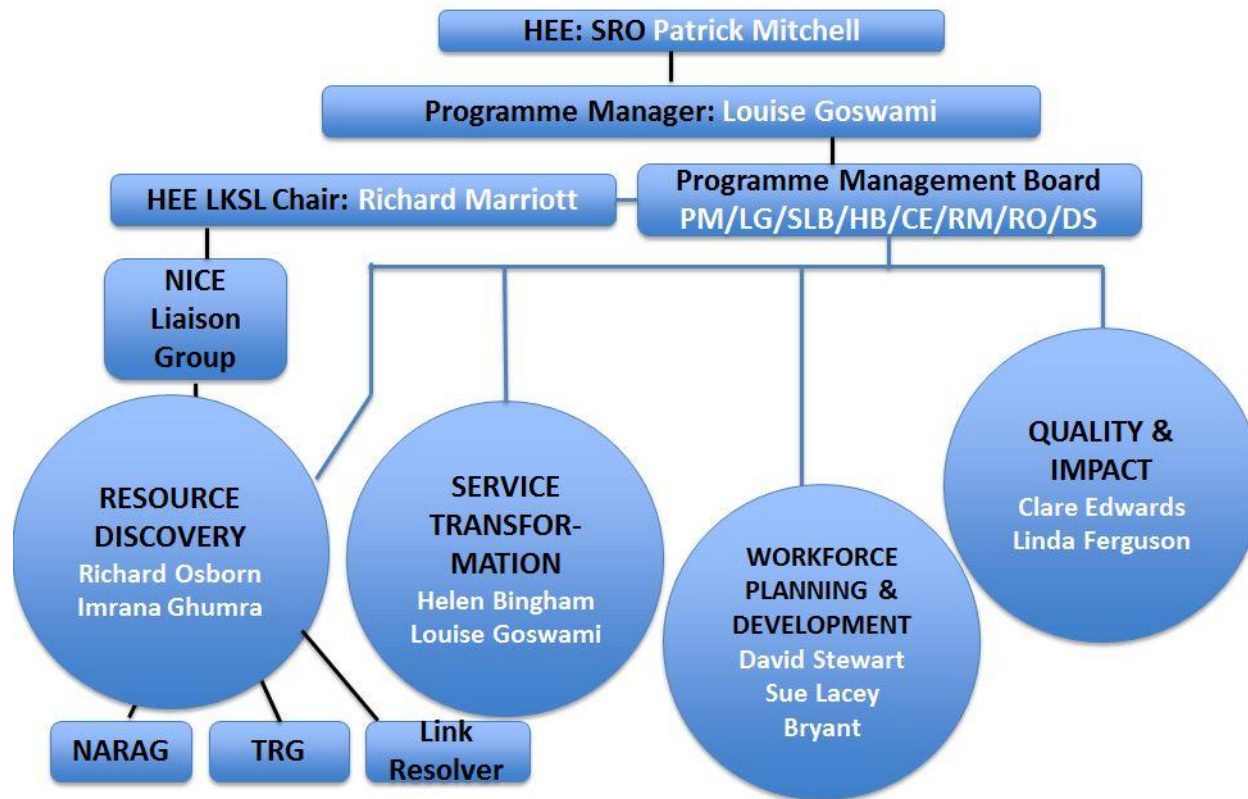 HEE: SRO Patrick Mitchell
Programme Manager: Louise Goswami
HEE LKSL Chair: Richard Marriott
Programme Management Board
PM/LG/SLB/HB/CE/RM/RO/DS
NICE
Liaison
Group
RESOURCE
DISCOVERY
Richard Osborn
Imrana Ghumra
SERVICE
TRANSFOR-
MATION
Helen Bingham
Louise Goswami
WORKFORCE
PLANNING &
DEVELOPMENT
David Stewart
Sue Lacey
Bryant
QUALITY &
IMPACT
Clare Edwards
Linda Ferguson
NARAG
TRG
Link
Resolver